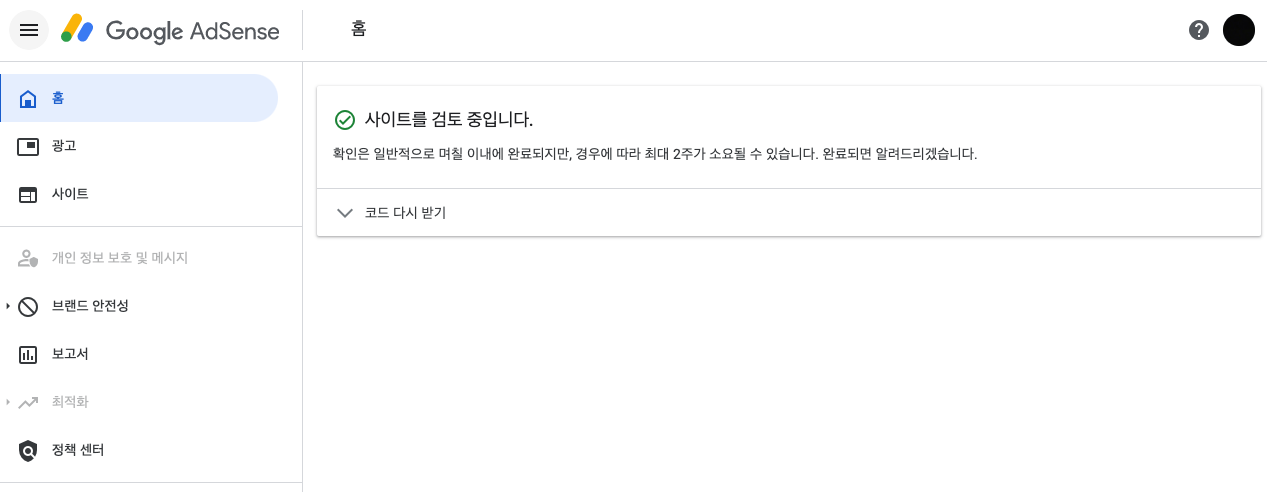 Google AdSense
홈
홈
광고
사이트
개인 정보 보호 및 메시지
브랜드 안전성
보고서
최적화
정책 센터
사이트를 검토 중입니다.
확인은 일반적으로 며칠 이내에 완료되지만, 경우에 따라 최대 2주가 소요될 수 있습니다. 완료되면 알려드리겠습니다.
코드 다시 받기